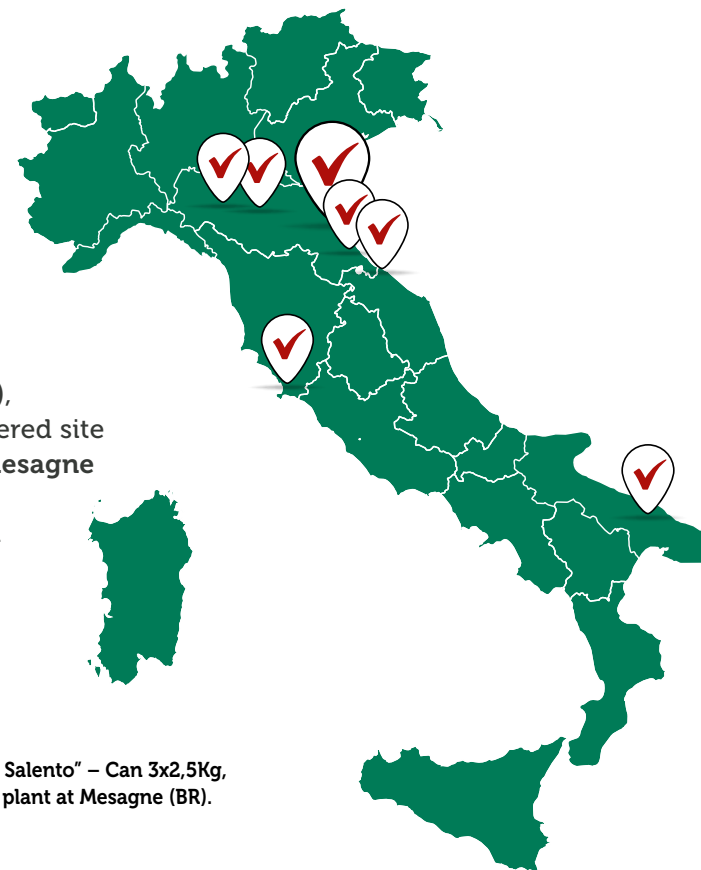 ),
ered site
esagne
Salento” – Can 3x2,5Kg,
plant at Mesagne (BR).